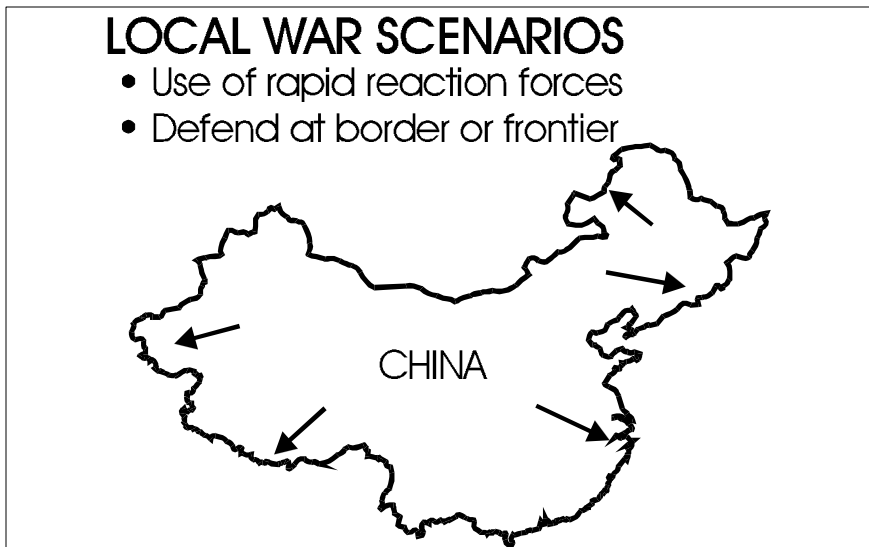 LOCAL WAR SCENARIOS
• Use of rapid reaction forces
• Defend at border or frontier
CHINA